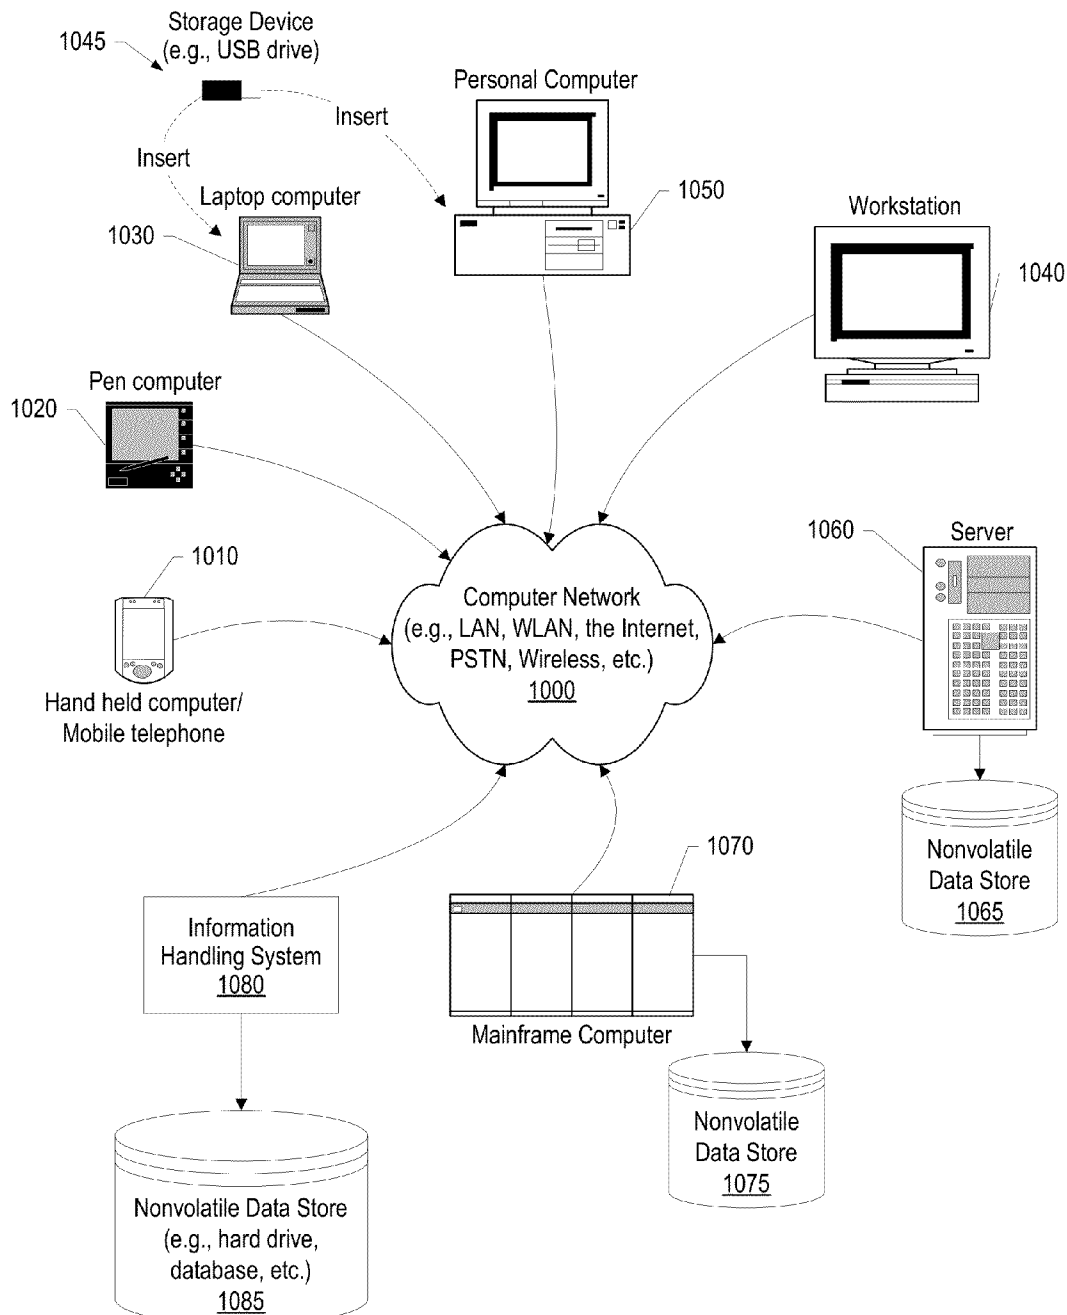 Storage Device
(e.g., USB drive)
1045
Insert
Insert
Personal Computer
1050
Laptop computer
1030
Workstation
1040
Pen computer
1020
1010
Hand held computer/
Mobile telephone
Computer Network
(e.g., LAN, WLAN, the Internet,
PSTN, Wireless, etc.)
1000
Server
1060
Nonvolatile
Data Store
1065
1070
Mainframe Computer
Nonvolatile
Data Store
1075
Information
Handling System
1080
Nonvolatile Data Store
(e.g., hard drive,
database, etc.)
1085